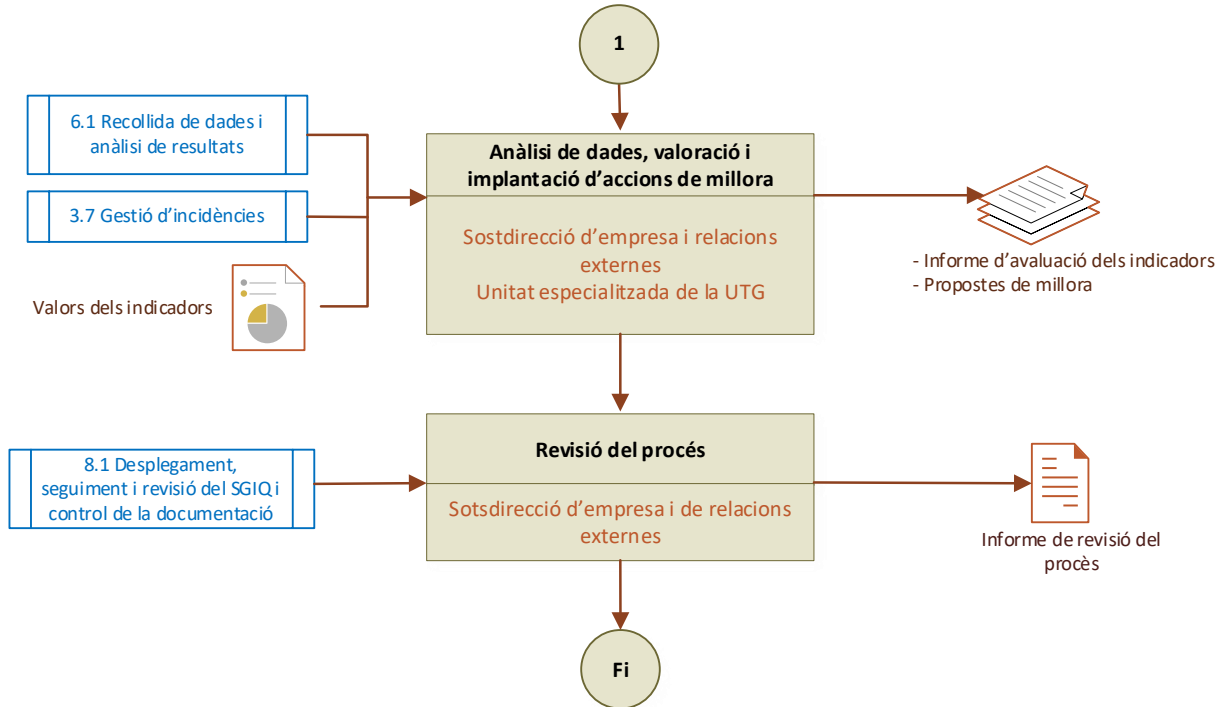 1
6.1 Recollida de dades i
anàlisi de resultats
3.7 Gestió d’incidències
Valors dels indicadors
Anàlisi de dades, valoració i
implantació d’accions de millora
Sostdirecció d’empresa i relacions
externes
Unitat especialitzada de la UTG
- Informe d’avaluació dels indicadors
- Propostes de millora
8.1 Desplegament,
seguiment i revisió del SGIQ i
control de la documentació
Revisió del procés
Sotsdirecció d’empresa i de relacions
externes
Informe de revisió del
procès
Fi